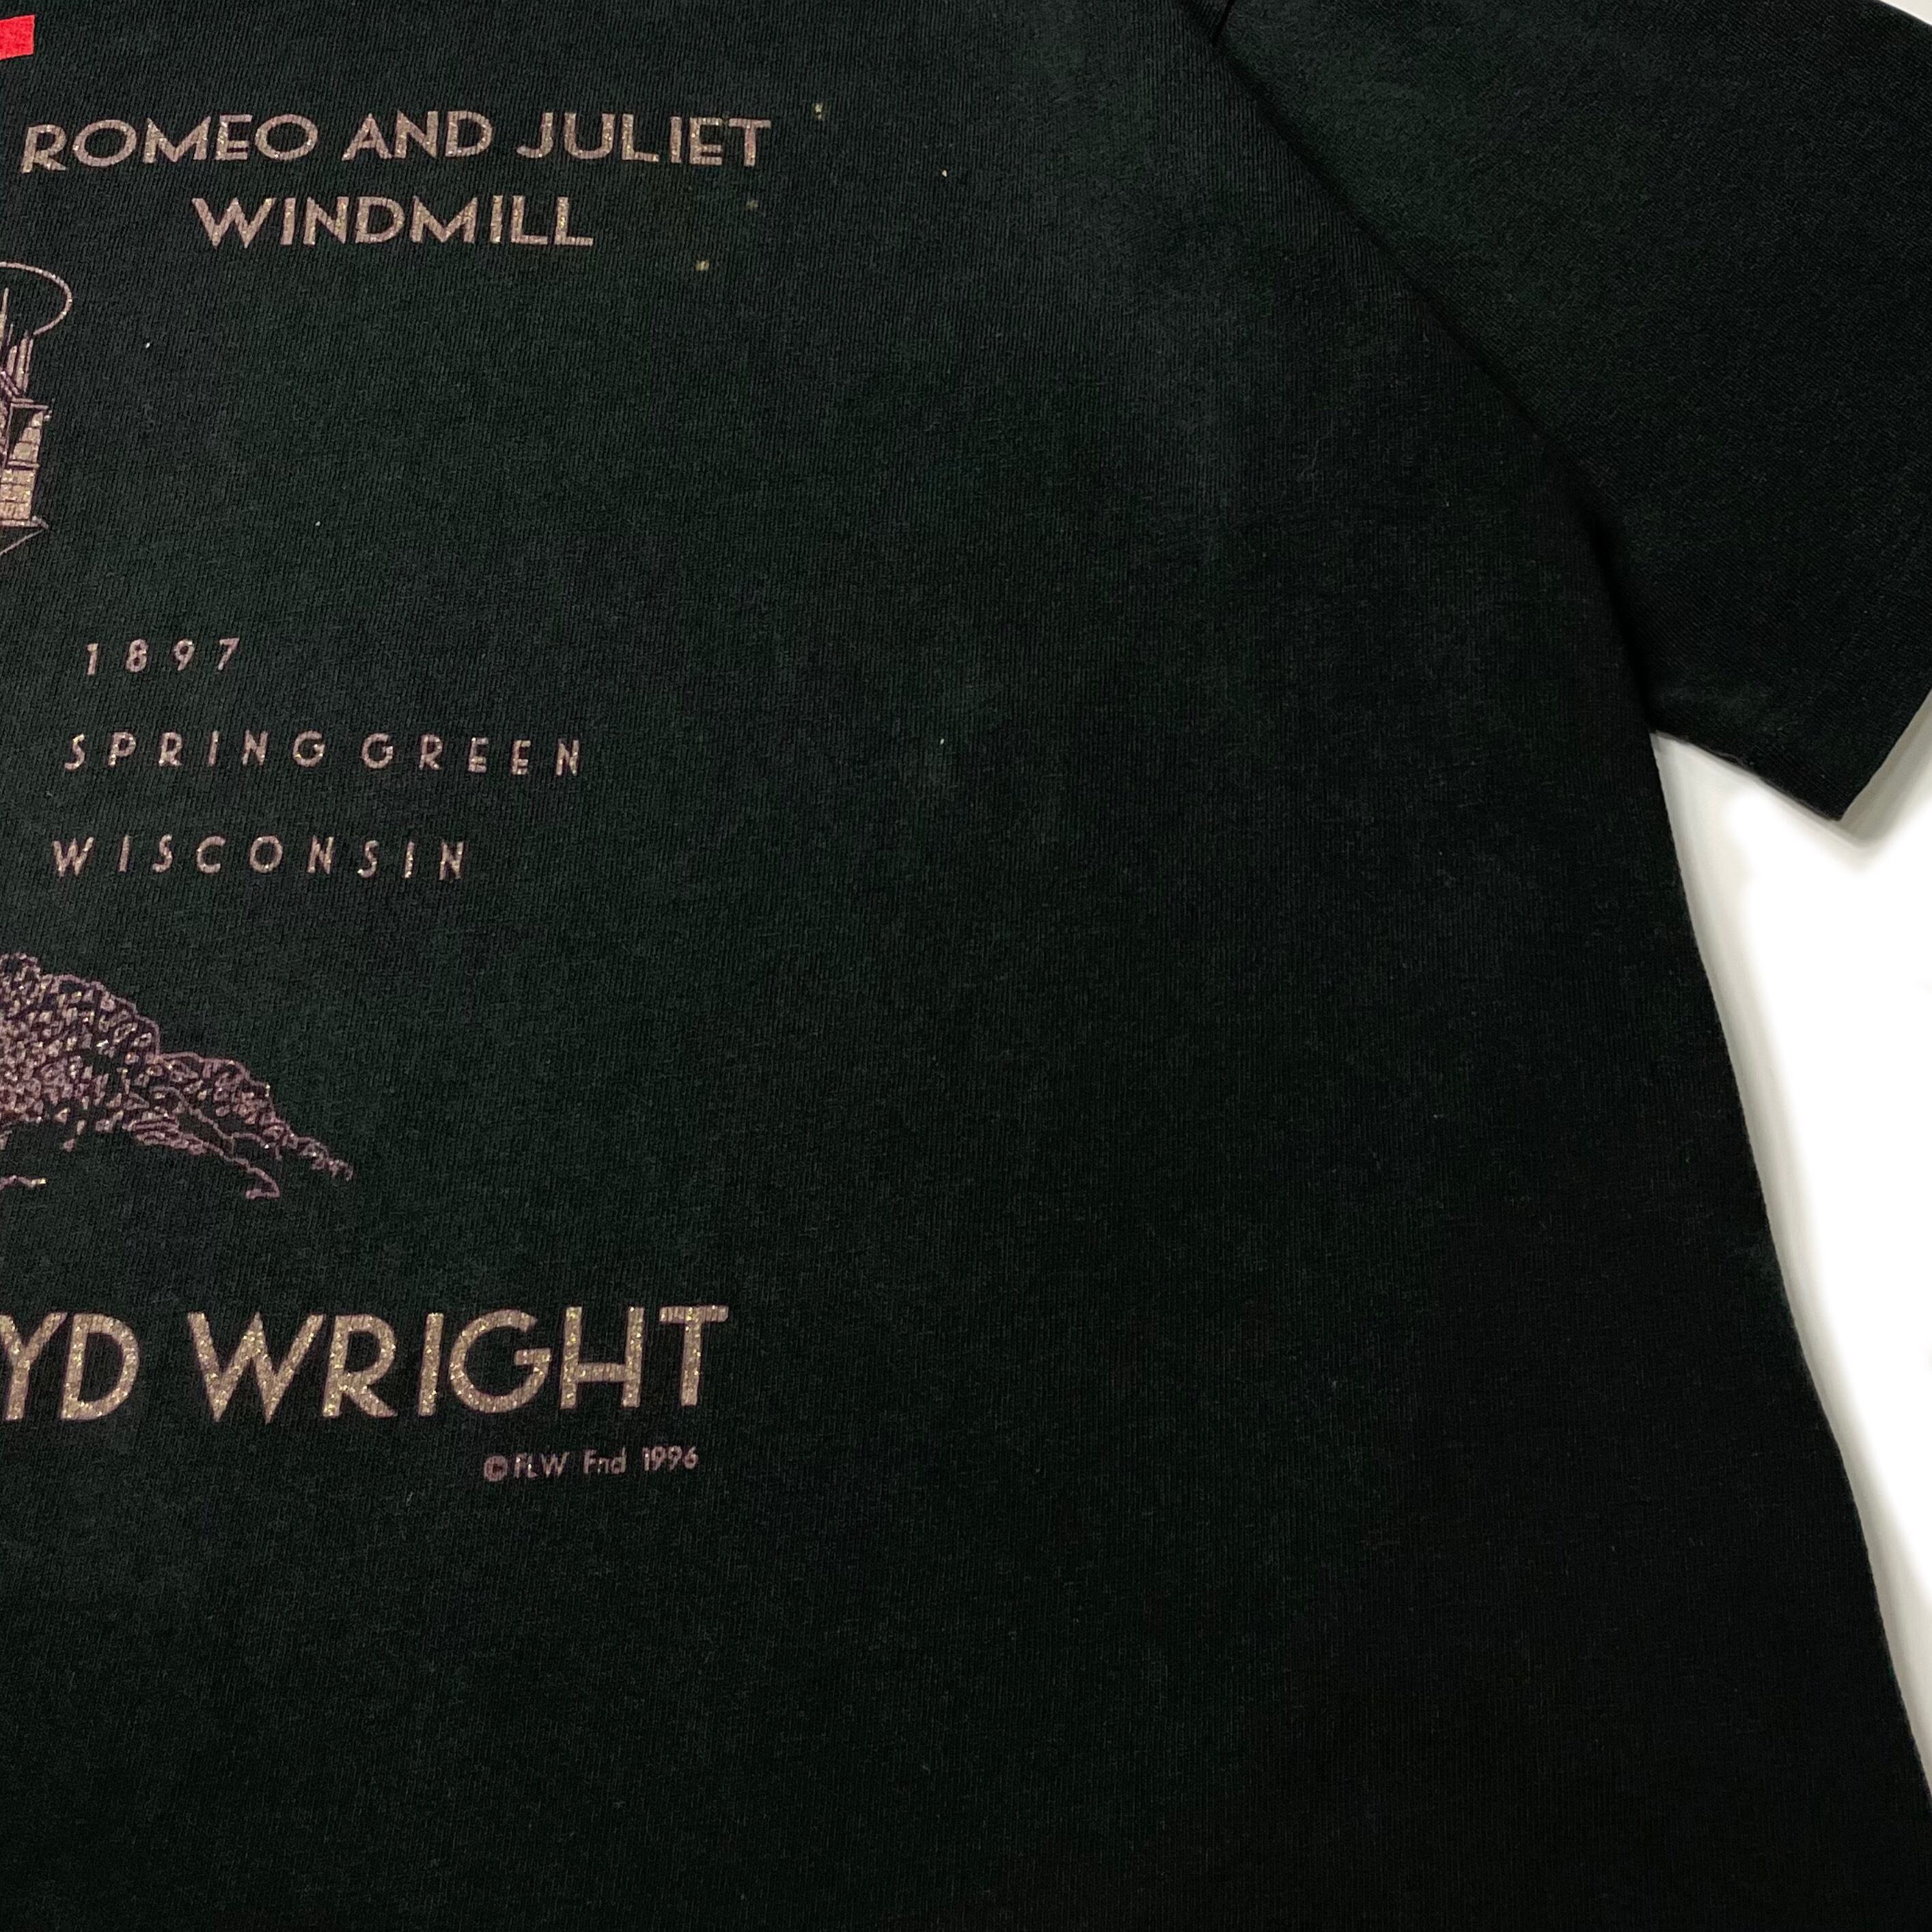 ROMEO AND JULIET
WINDMILL
1897
SPRING GREEN
WISCONSIN
YD WRIGHT
©FLW Fnd 1996